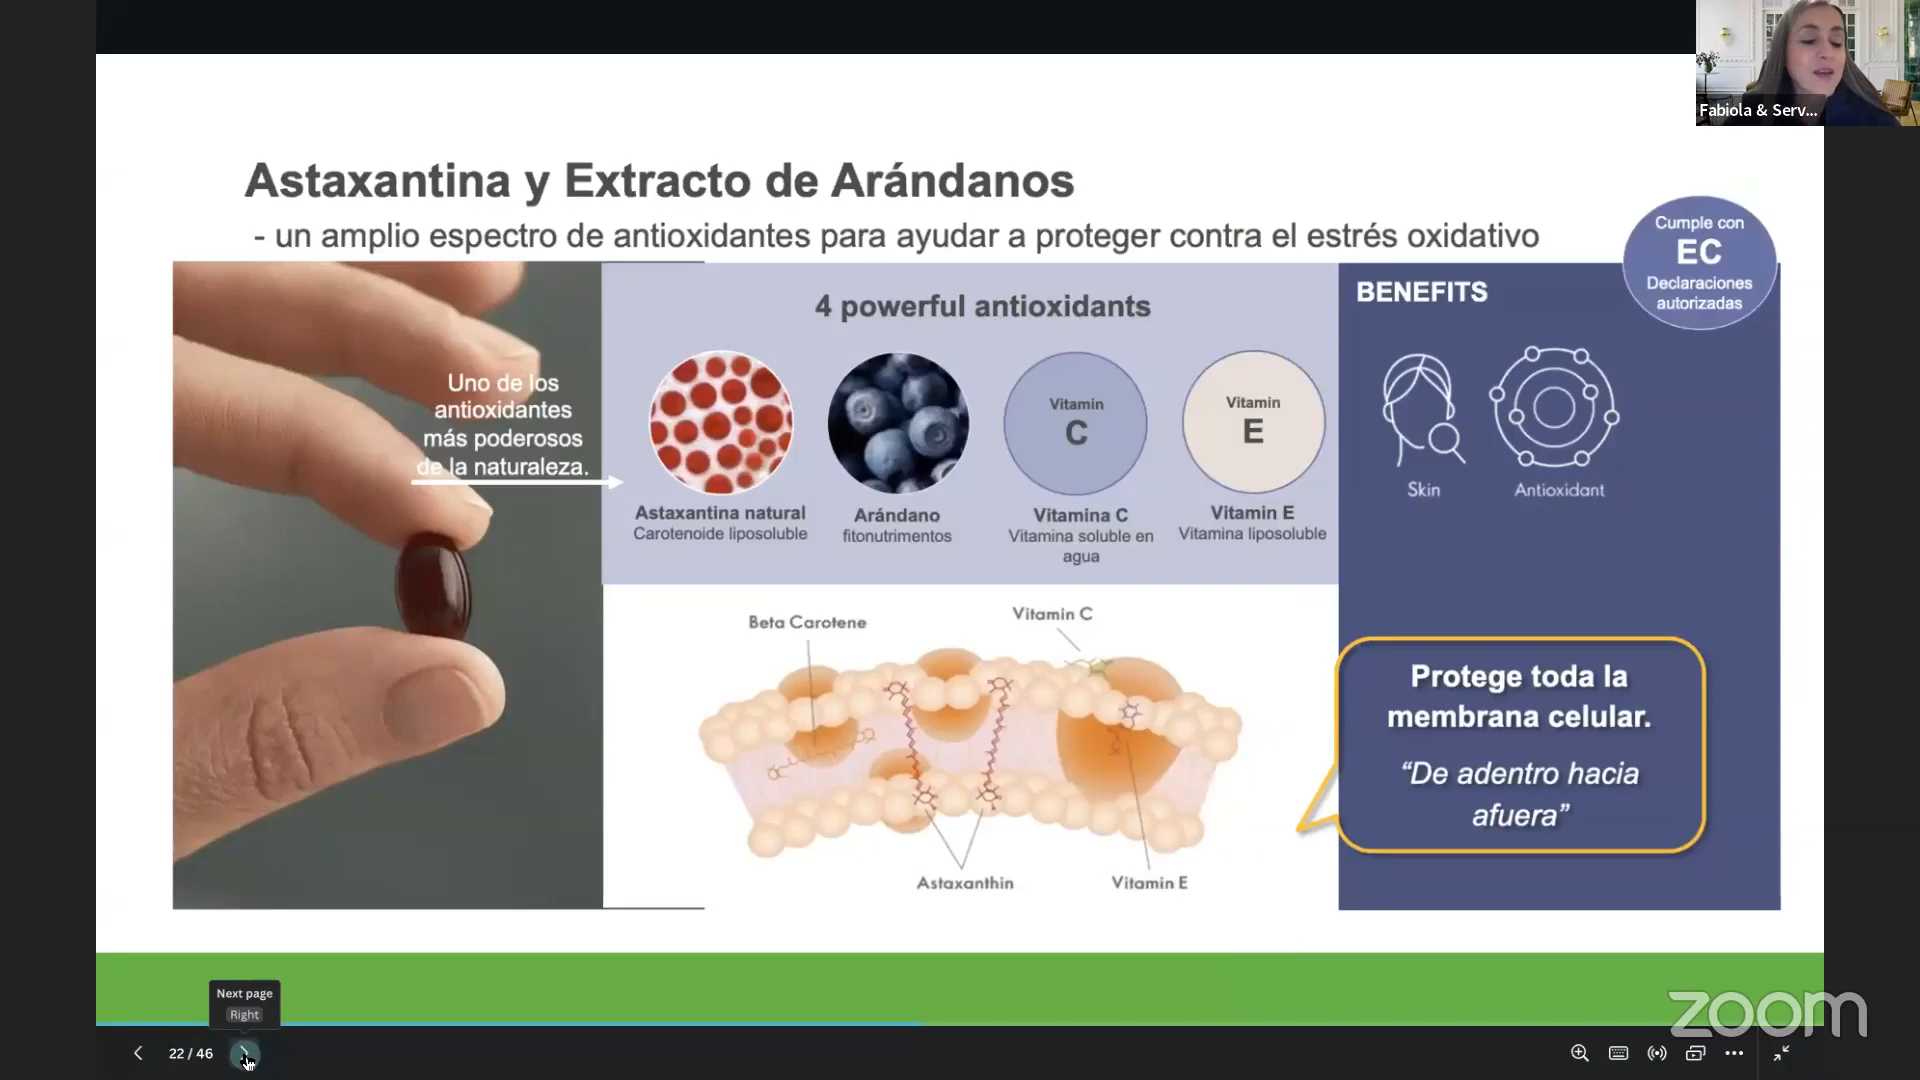 Fabiola & Serv...
Astaxantina y Extracto de Arándanos
- un amplio espectro de antioxidantes para ayudar a proteger contra el estrés oxidativo
Cumple con
EC
Declaraciones
autorizadas
Uno de los
antioxidantes
más poderosos
de la naturaleza.
4 powerful antioxidants
Vitamin
C
Vitamin
E
Astaxantina natural
Carotenoide liposoluble
Arándano
fitonutrimentos
Vitamina C
Vitamina soluble en
agua
Vitamin E
Vitamina liposoluble
BENEFITS
Skin
Antioxidant
Beta Carotene
Vitamin C
Astaxanthin
Vitamin E
Protege toda la
membrana celular.
“De adentro hacia
afuera”
Next page
Right
22 / 46
zoom